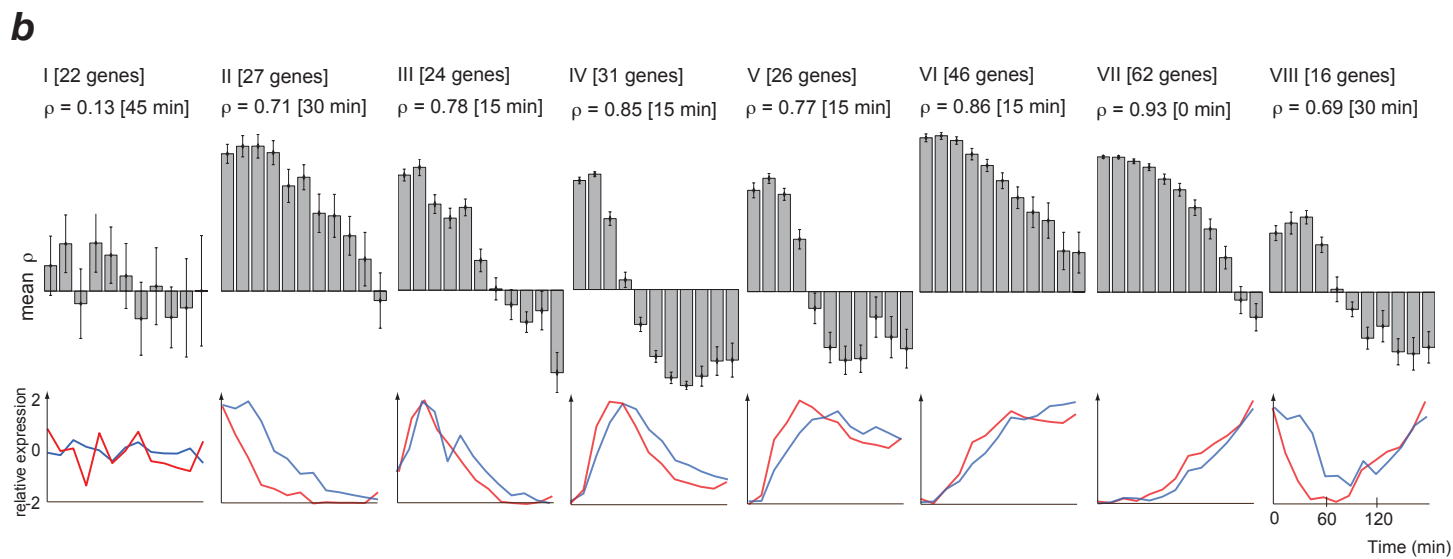 b
I [22 genes]
ρ = 0.13 [45 min]
II [27 genes]
ρ = 0.71 [30 min]
III [24 genes]
ρ = 0.78 [15 min]
IV [31 genes]
ρ = 0.85 [15 min]
V [26 genes]
ρ = 0.77 [15 min]
VI [46 genes]
ρ = 0.86 [15 min]
VII [62 genes]
ρ = 0.93 [0 min]
VIII [16 genes]
ρ = 0.69 [30 min]
mean ρ
relative expression
2
0
-2
0
60
120
Time (min)